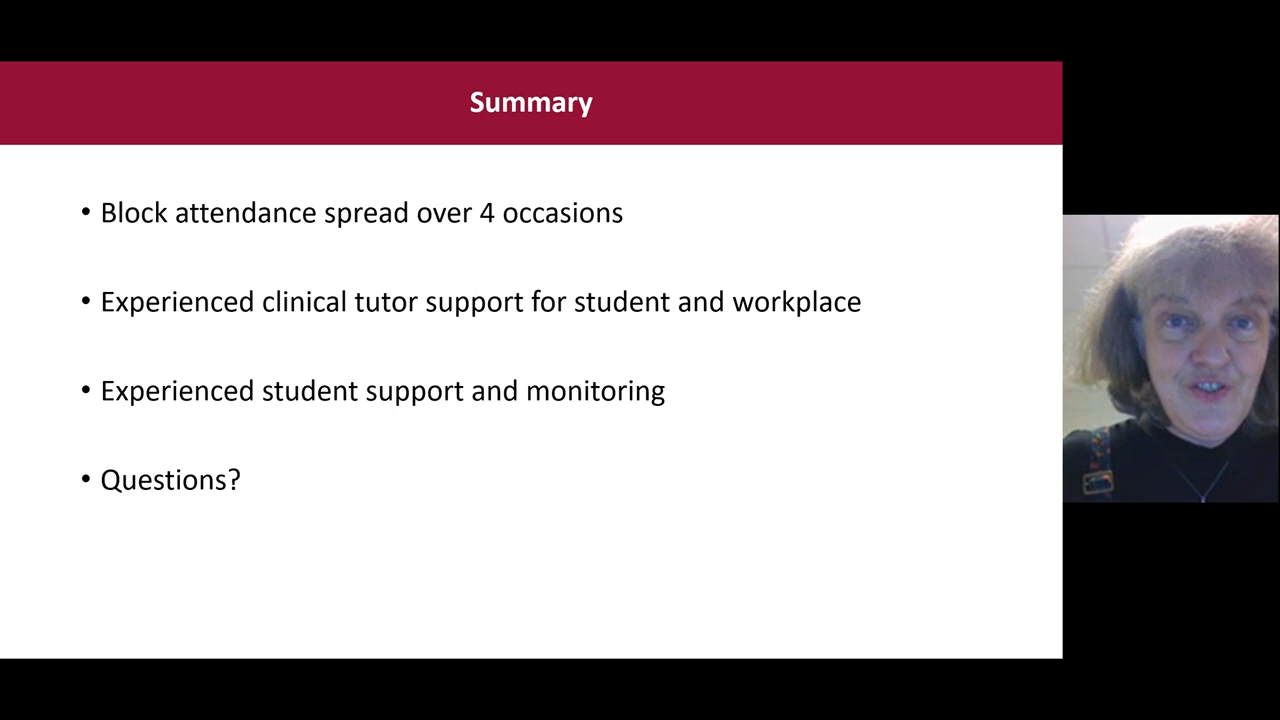 Summary
• Block attendance spread over 4 occasions
• Experienced clinical tutor support for student and workplace
• Experienced student support and monitoring
• Questions?